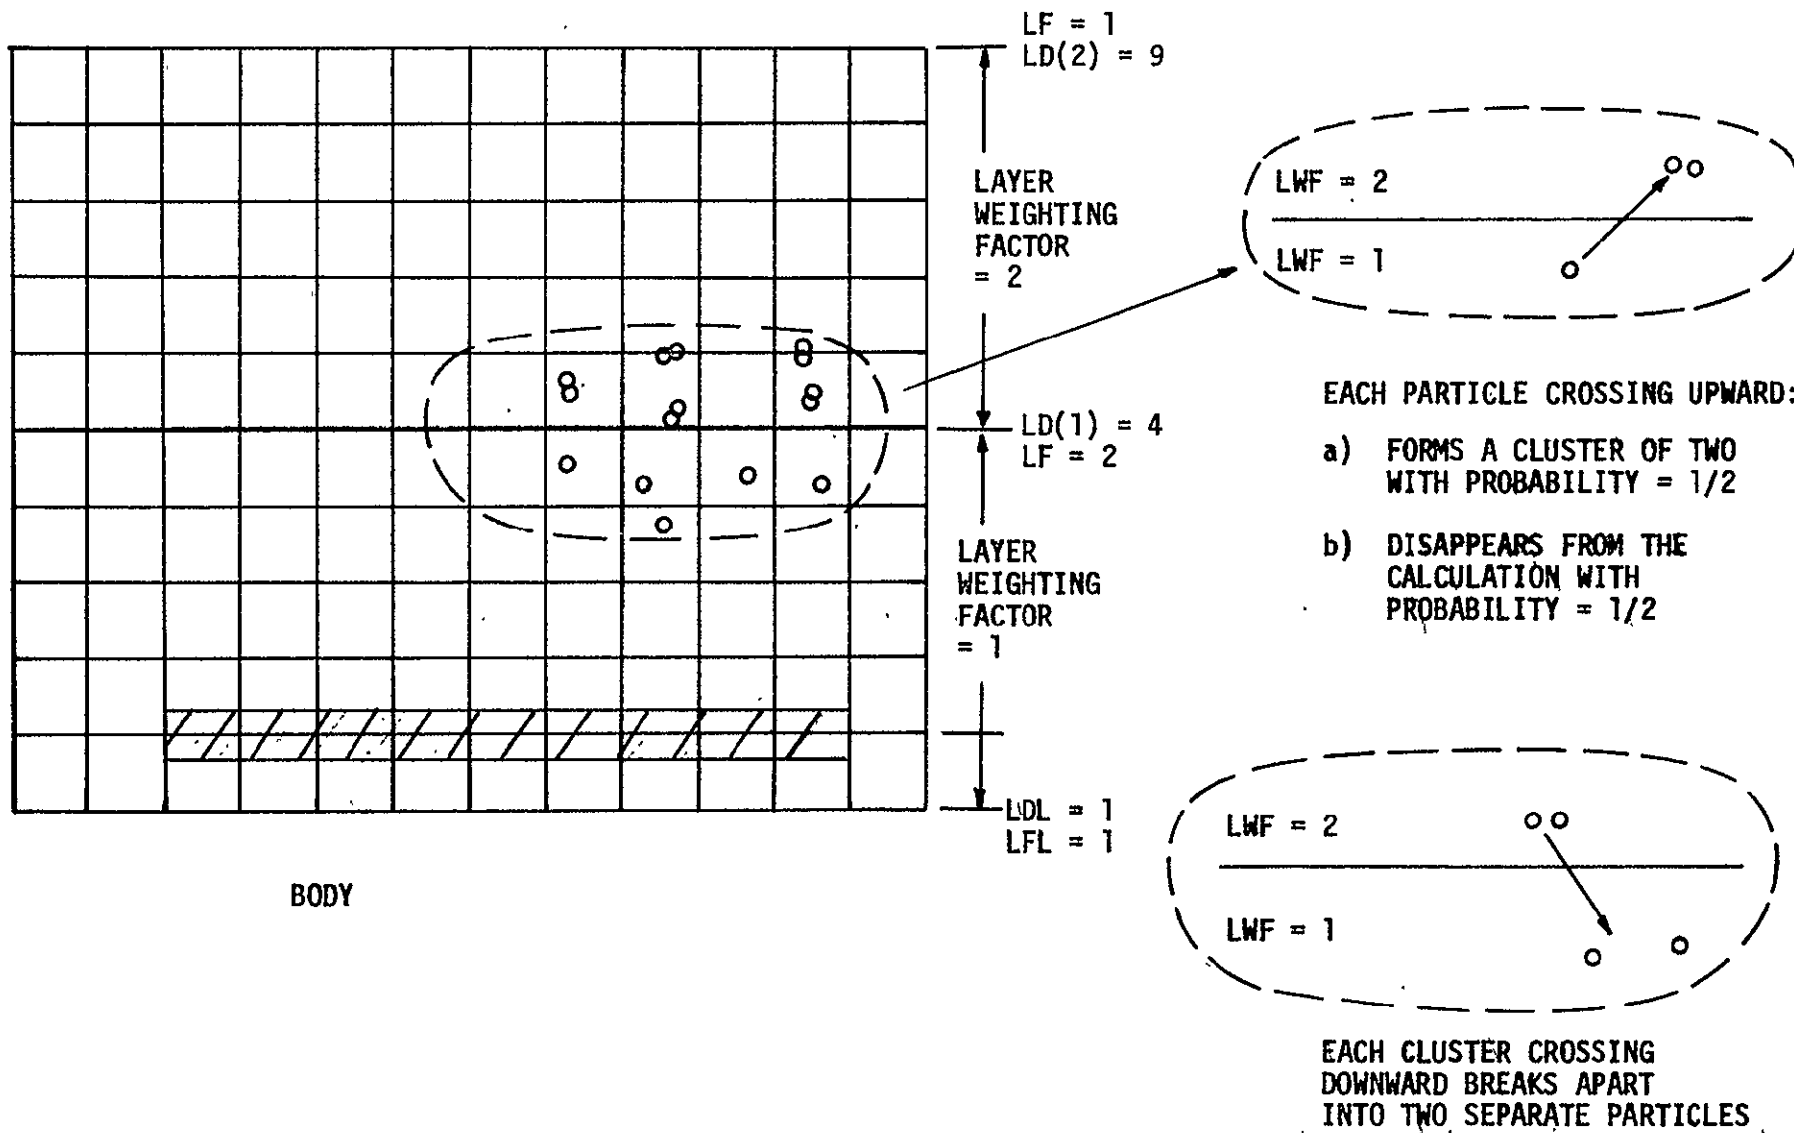 LF = 1
LD(2) = 9
LAYER
WEIGHTING
FACTOR
= 2
LD(1) = 4
LF = 2
LAYER
WEIGHTING
FACTOR
= 1
LDL = 1
LFL = 1
BODY
LWF = 2
LWF = 1
EACH PARTICLE CROSSING UPWARD:
a) FORMS A CLUSTER OF TWO
WITH PROBABILITY = 1/2
b) DISAPPEARS FROM THE
CALCULATION WITH
PROBABILITY = 1/2
LWF = 2
LWF = 1
EACH CLUSTER CROSSING
DOWNWARD BREAKS APART
INTO TWO SEPARATE PARTICLES